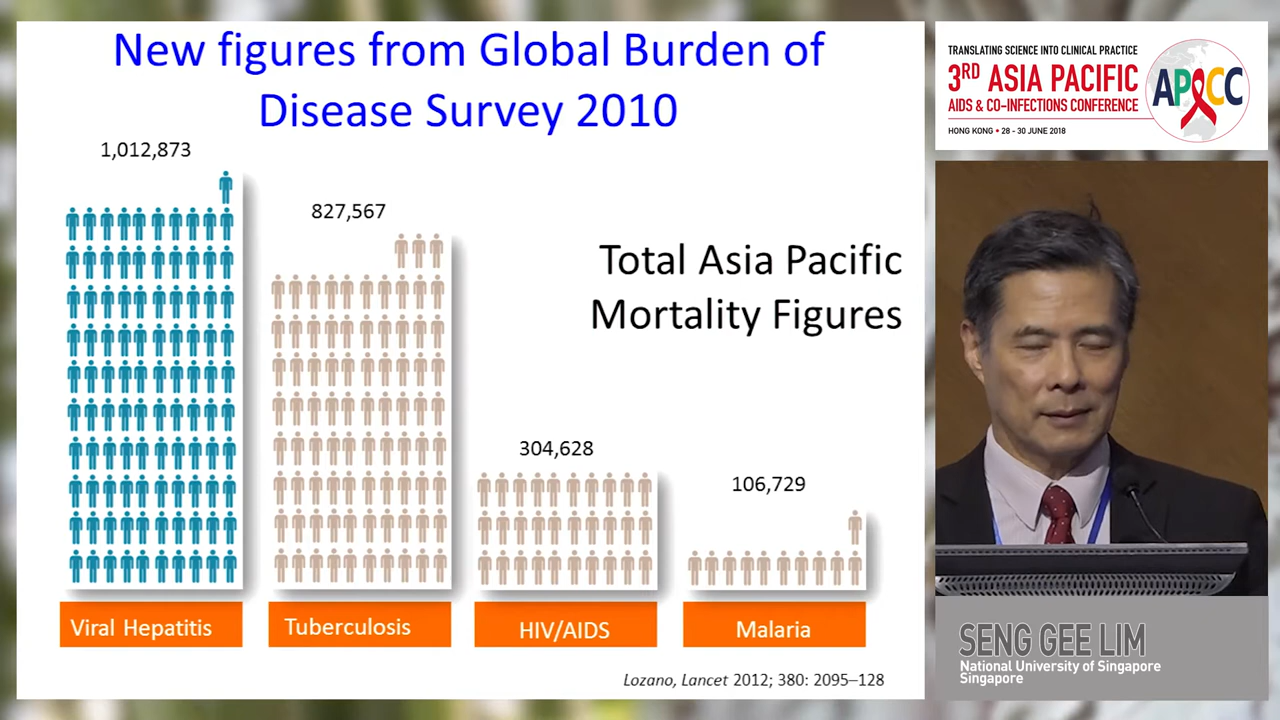 New figures from Global Burden of
Disease Survey 2010
1,012,873
827,567
Total Asia Pacific
Mortality Figures
304,628
106,729
Viral Hepatitis
Tuberculosis
HIV/AIDS
Malaria
Lozano, Lancet 2012; 380: 2095–128
TRANSLATING SCIENCE INTO CLINICAL PRACTICE
3RD ASIA PACIFIC
AIDS & CO-INFECTIONS CONFERENCE
HONG KONG • 28 - 30 JUNE 2018
APACC
SENG GEE LIM
National University of Singapore
Singapore